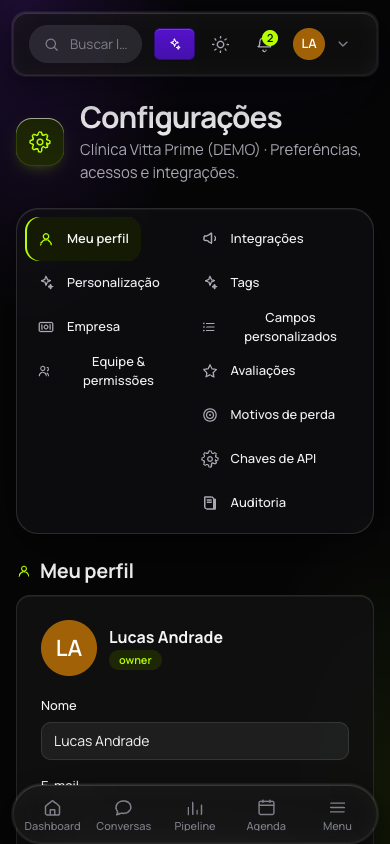 Buscar l...
2
LA
Configurações
Clínica Vitta Prime (DEMO) · Preferências,
acessos e integrações.
Meu perfil
Personalização
Empresa
Equipe &
permissões
Integrações
Tags
Campos
personalizados
Avaliações
Motivos de perda
Chaves de API
Auditoria
Meu perfil
LA
Lucas Andrade
owner
Nome
Lucas Andrade
E-mail
Dashboard
Conversas
Pipeline
Agenda
Menu